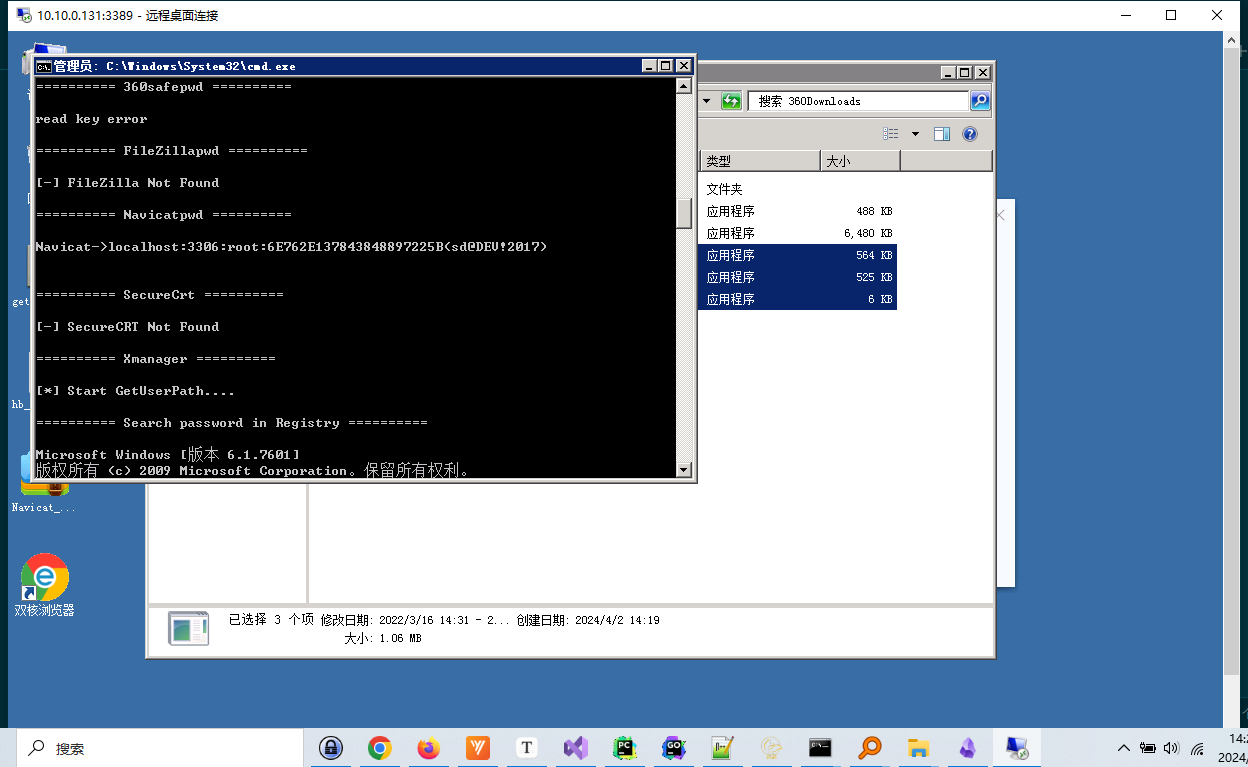 10.10.0.131:3389 - 远程桌面连接
管理员: C:\Windows\System32\cmd.exe
========== 360safepwd ==========
read key error
========== FileZillapwd ==========
[-] FileZilla Not Found
========== Navicatpwd ==========
Navicat->localhost:3306:root:6E762E137843848897225B(sd@DEV!2017)
========== SecureCrt ==========
[-] SecureCRT Not Found
========== Xmanager ==========
[*] Start GetUserPath....
========== Search password in Registry ==========
Microsoft Windows [版本 6.1.7601]
版权所有 (c) 2009 Microsoft Corporation。保留所有权利。
搜索 360Downloads
类型 大小
文件夹
应用程序 488 KB
应用程序 6,480 KB
应用程序 564 KB
应用程序 525 KB
应用程序 6 KB
get
hb_
Navicat_...
双核浏览器
已选择 3 个项 修改日期: 2022/3/16 14:31 - 2... 创建日期: 2024/4/2 14:19
大小: 1.06 MB
搜索
14:2
2024